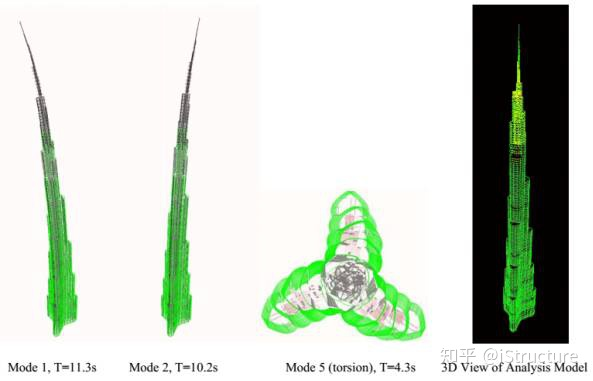 Mode 1, T=11.3s
Mode 2, T=10.2s
Mode 5 (torsion), T=4.3s
3D View of Analysis Model
知乎 @iStructure